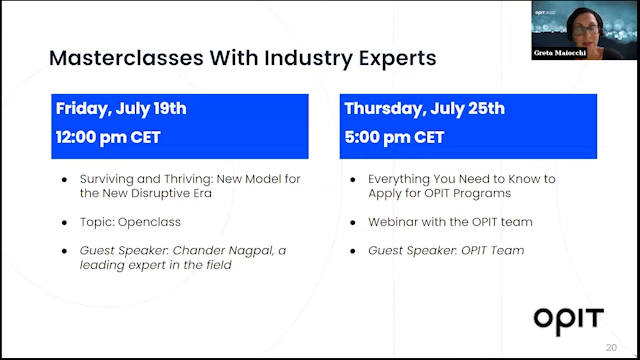 OPIT
Greta Maiocchi
Masterclasses With Industry Experts
Friday, July 19th
12:00 pm CET
● Surviving and Thriving: New Model for
the New Disruptive Era
● Topic: Openclass
● Guest Speaker: Chander Nagpal, a
leading expert in the field
Thursday, July 25th
5:00 pm CET
● Everything You Need to Know to
Apply for OPIT Programs
● Webinar with the OPIT team
● Guest Speaker: OPIT Team
OPIT
20